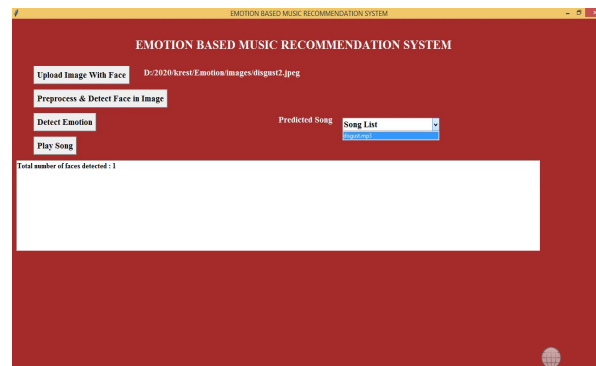 EMOTION BASED MUSIC RECOMMENDATION SYSTEM
EMOTION BASED MUSIC RECOMMENDATION SYSTEM
Upload Image With Face D:/2020/krest/Emotion/images/disgust2.jpeg
Preprocess & Detect Face in Image
Detect Emotion Predicted Song Song List
disgust.mp3
Play Song
Total number of faces detected : 1